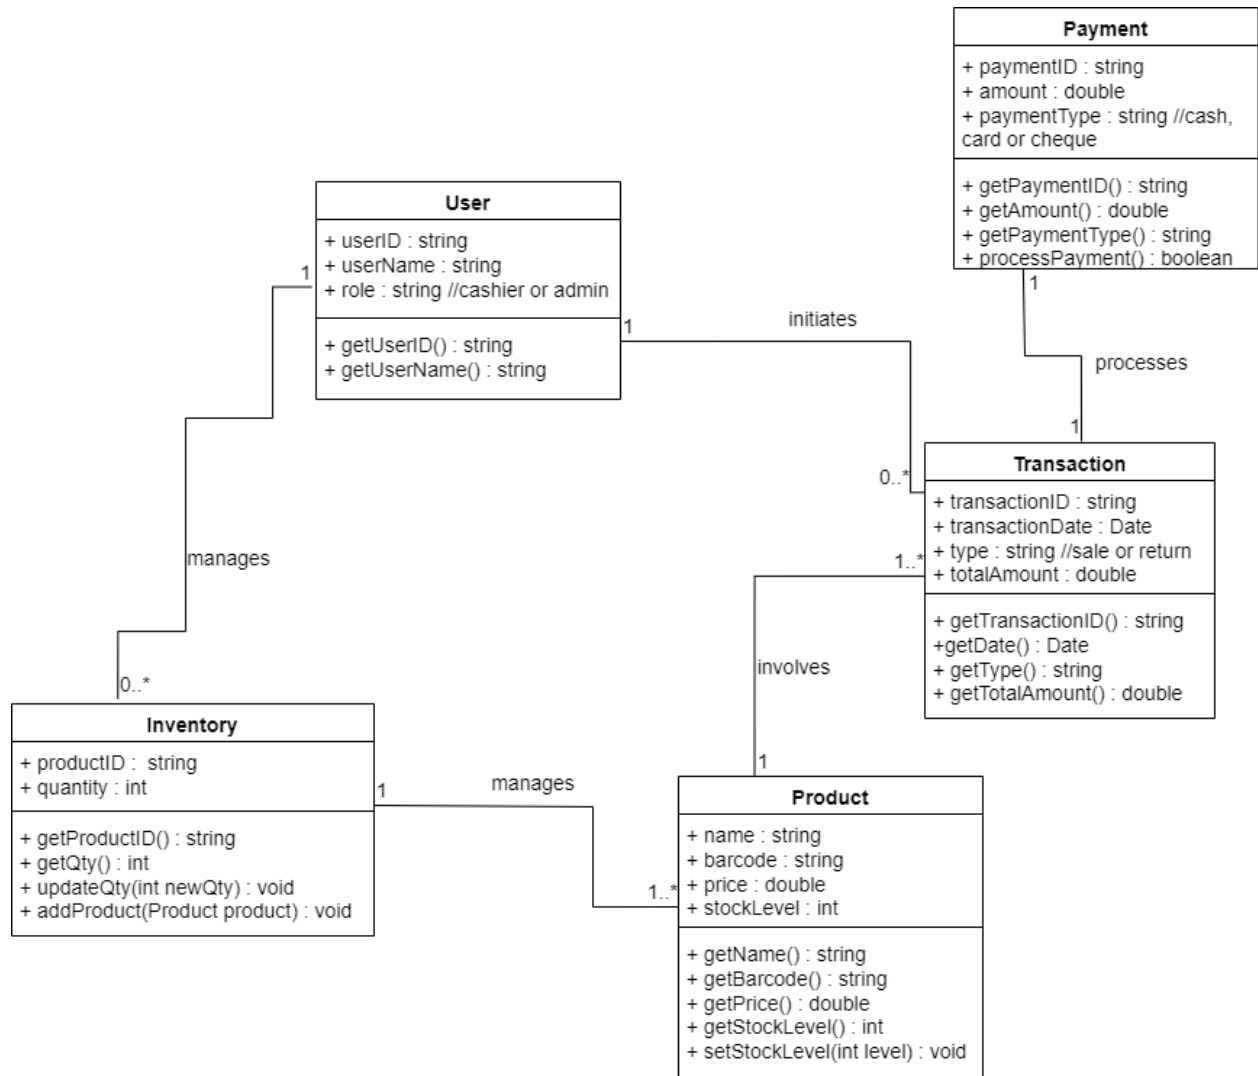 Payment
+ paymentID : string
+ amount : double
+ paymentType : string //cash,
card or cheque
+ getPaymentID() : string
+ getAmount() : double
+ getPaymentType() : string
+ processPayment() : boolean
1
processes
1
User
+ userID : string
+ userName : string
+ role : string //cashier or admin
+ getUserID() : string
+ getUserName() : string
1
manages
0..*
1
initiates
0..*
Transaction
+ transactionID : string
+ transactionDate : Date
+ type : string //sale or return
+ totalAmount : double
+ getTransactionID() : string
+getDate() : Date
+ getType() : string
+ getTotalAmount() : double
1..*
involves
1
Inventory
+ productID :  string
+ quantity : int
+ getProductID() : string
+ getQty() : int
+ updateQty(int newQty) : void
+ addProduct(Product product) : void
1
manages
1..*
Product
+ name : string
+ barcode : string
+ price : double
+ stockLevel : int
+ getName() : string
+ getBarcode() : string
+ getPrice() : double
+ getStockLevel() : int
+ setStockLevel(int level) : void